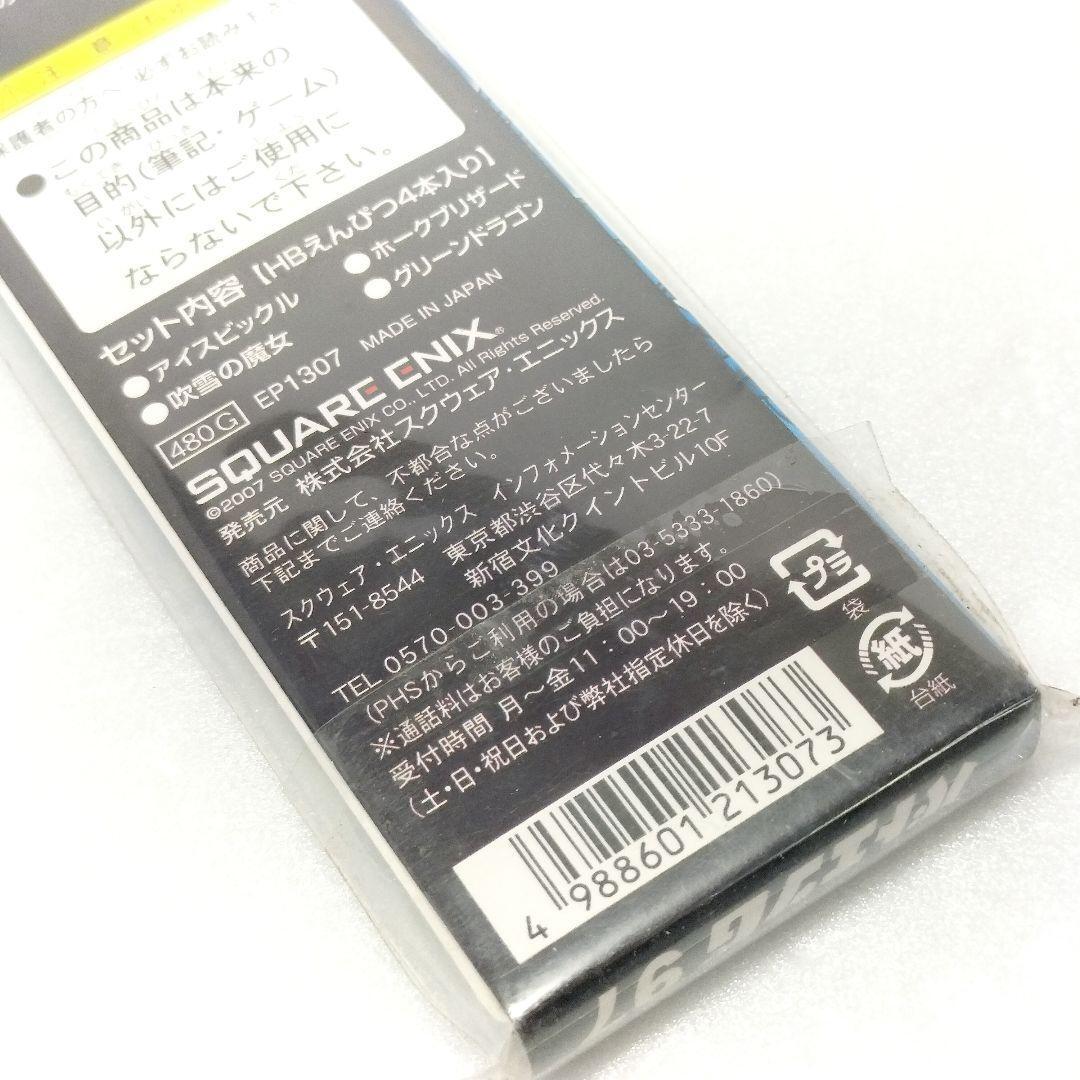 注意
保護者の方へ 必ずお読み下さい
●この商品は本来の
目的(筆記・ゲーム)
以外にはご使用に
ならないで下さい。
セット内容【HBえんぴつ4本入り】
●アイスビックル ●ホークブリザード
●吹雪の魔女 ●グリーンドラゴン
480G EP1307 MADE IN JAPAN
SQUARE ENIX®
©2007 SQUARE ENIX CO., LTD. All Rights Reserved.
発売元 株式会社スクウェア・エニックス
商品に関して、不都合な点がございましたら
下記までご連絡ください。
スクウェア・エニックス インフォメーションセンター
〒151-8544 東京都渋谷区代々木3-22-7
新宿文化クイントビル10F
TEL 0570-003-399
(PHSからご利用の場合は03-5333-1860)
※通話料はお客様のご負担になります。
受付時間 月〜金11:00〜19:00
(土・日・祝日および弊社指定休日を除く)
プラ
袋
紙
台紙
4 988601 213073